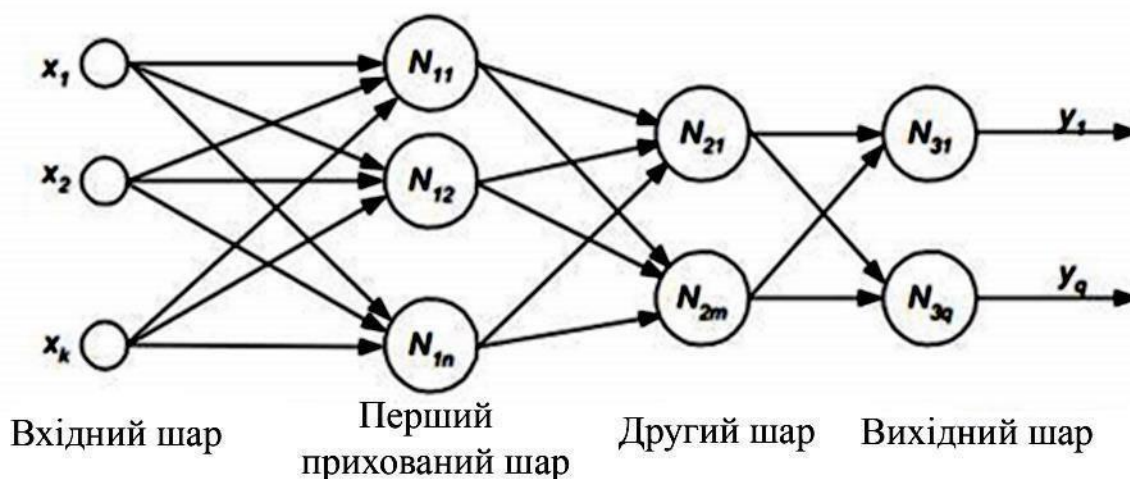 x₁
x₂
xₖ
N₁₁
N₁₂
N₁ₙ
N₂₁
N₂ₘ
N₃₁
N₃q
y₁
yq
Вхідний шар
Перший
прихований шар
Другий шар
Вихідний шар